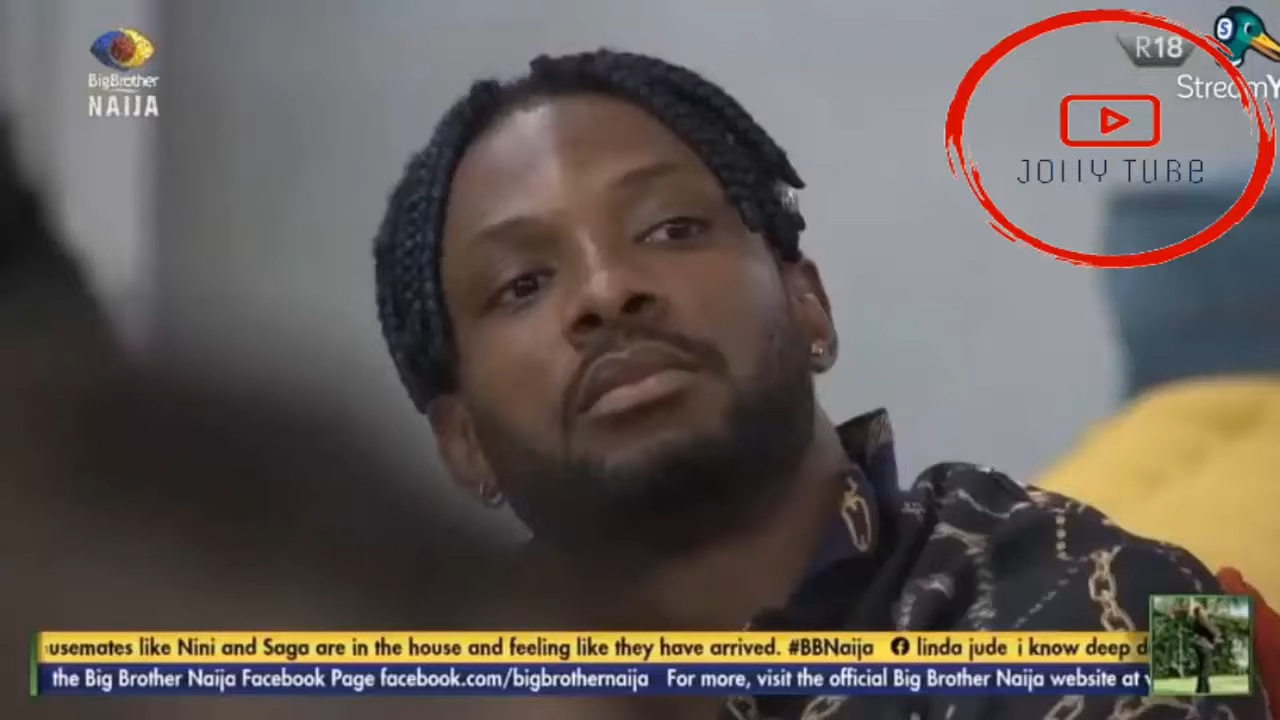 BigBrother
NAIJA
R18
S
JOLLY TUBE
usemates like Nini and Saga are in the house and feeling like they have arrived. #BBNaija linda jude i know deep
the Big Brother Naija Facebook Page facebook.com/bigbrothernaija For more, visit the official Big Brother Naija website at